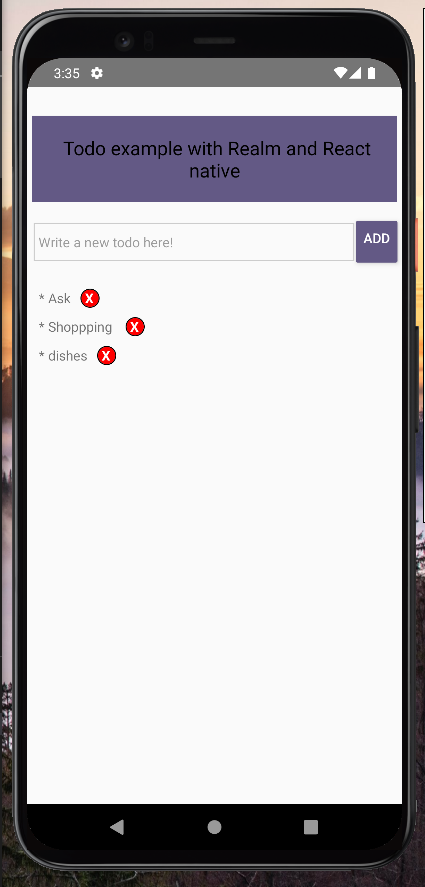 3:35
Todo example with Realm and React
native
Write a new todo here!
ADD
* Ask X
* Shoppping X
* dishes X